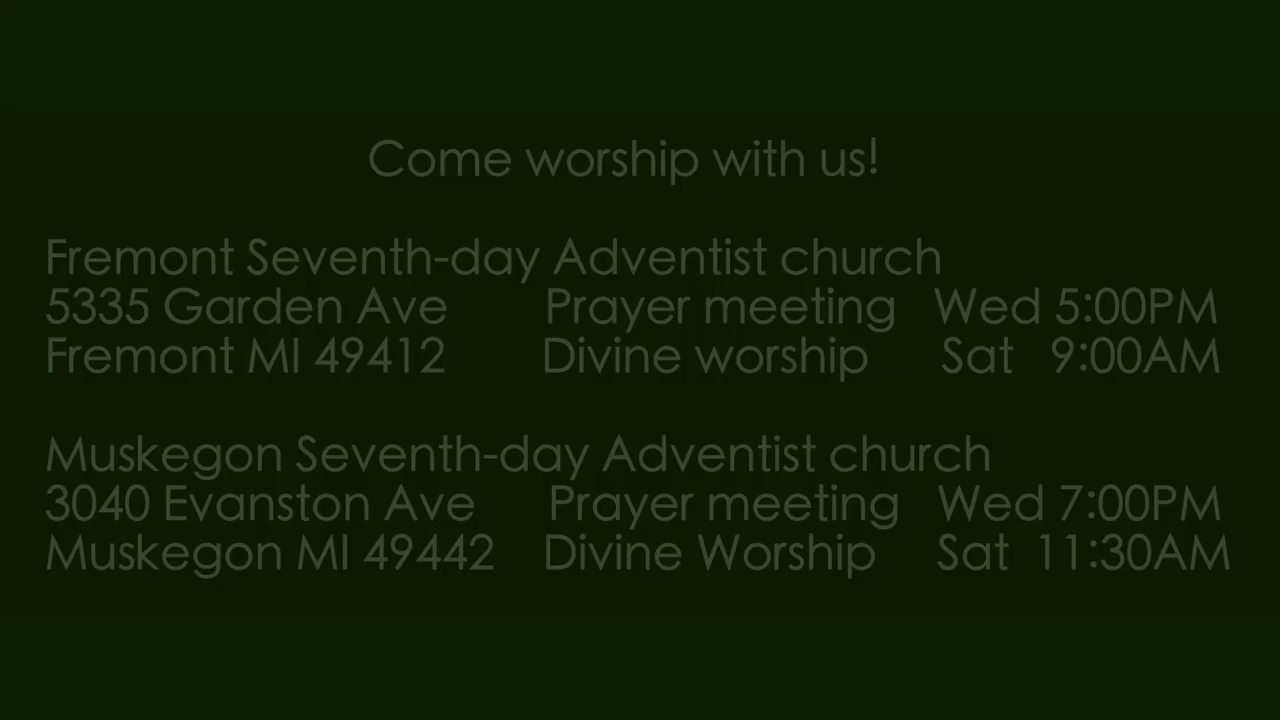 Come worship with us!
Fremont Seventh-day Adventist church
5335 Garden Ave Prayer meeting Wed 5:00PM
Fremont MI 49412 Divine worship Sat 9:00AM
Muskegon Seventh-day Adventist church
3040 Evanston Ave Prayer meeting Wed 7:00PM
Muskegon MI 49442 Divine Worship Sat 11:30AM